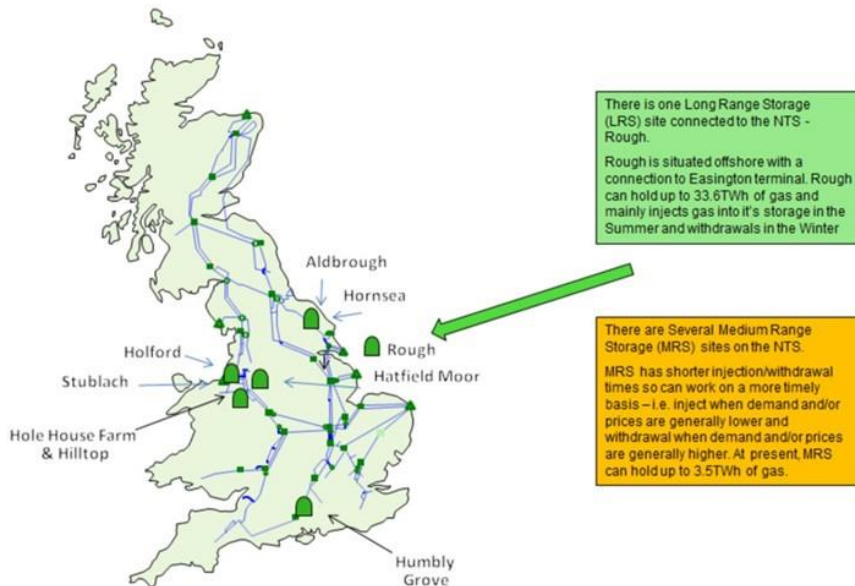 There is one Long Range Storage
(LRS) site connected to the NTS -
Rough.
Rough is situated offshore with a
connection to Easington terminal. Rough
can hold up to 33.6TWh of gas and
mainly injects gas into it's storage in the
Summer and withdrawals in the Winter
Aldbrough
Hornsea
Rough
Hatfield Moor
Holford
Stublach
Hole House Farm
& Hilltop
Humbly
Grove
There are Several Medium Range
Storage (MRS) sites on the NTS.
MRS has shorter injection/withdrawal
times so can work on a more timely
basis – i.e. inject when demand and/or
prices are generally lower and
withdrawal when demand and/or prices
are generally higher. At present, MRS
can hold up to 3.5TWh of gas.